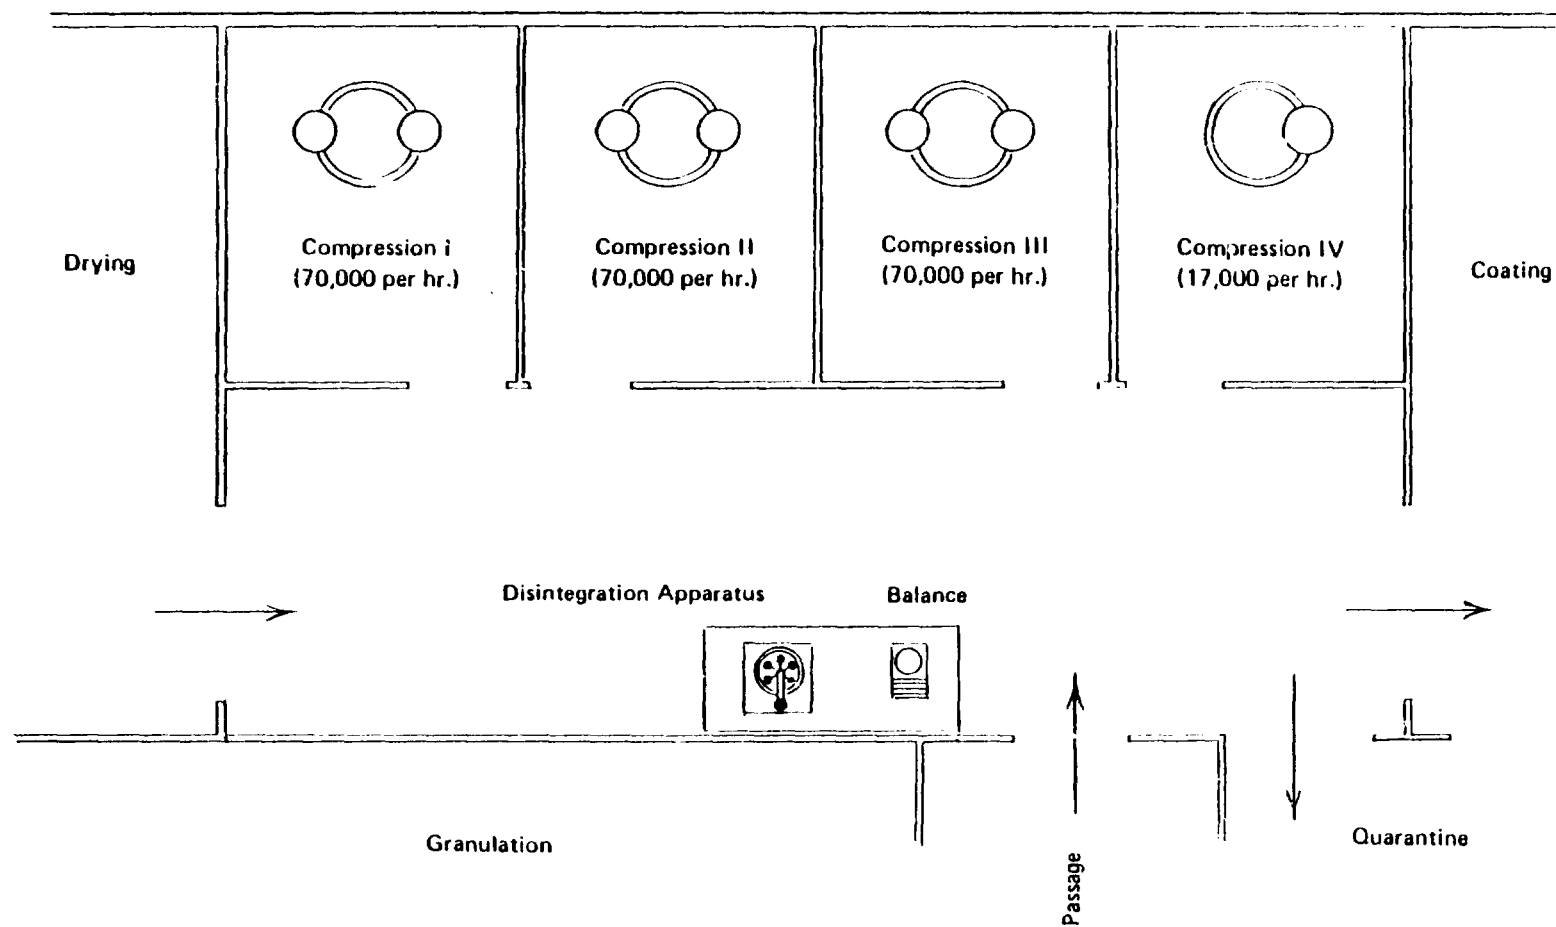 Compression I
(70,000 per hr.)
Compression II
(70,000 per hr.)
Compression III
(70,000 per hr.)
Compression IV
(17,000 per hr.)
Drying
Coating
Disintegration Apparatus
Balance
Granulation
Passage
Quarantine